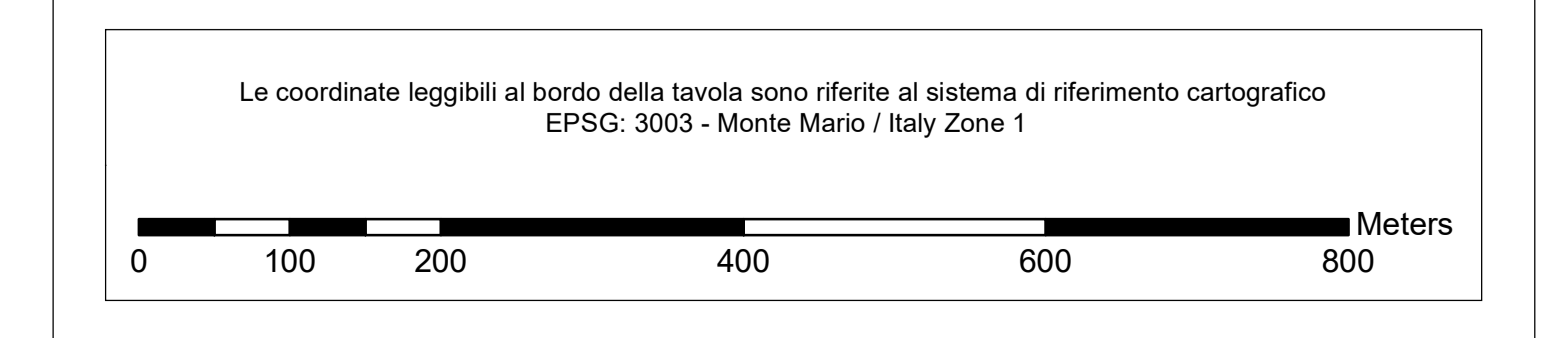 Le coordinate leggibili al bordo della tavola sono riferite al sistema di riferimento cartografico
EPSG: 3003 - Monte Mario / Italy Zone 1
Meters
0 100 200 400 600 800